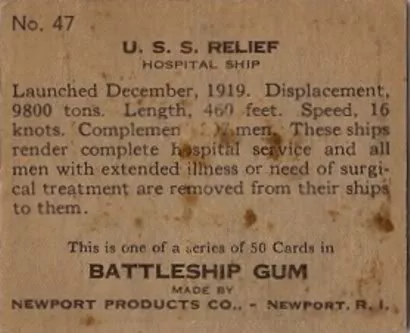 No. 47
U. S. S. RELIEF
HOSPITAL SHIP
Launched December, 1919. Displacement,
9800 tons. Length, 460 feet. Speed, 16
knots. men. These ships
render complete hospital service and all
men with extended illness or need of surgi-
cal treatment are removed from their ships
to them.
This is one of a series of 50 Cards in
BATTLESHIP GUM
MADE BY
NEWPORT PRODUCTS CO., - NEWPORT, R. I.